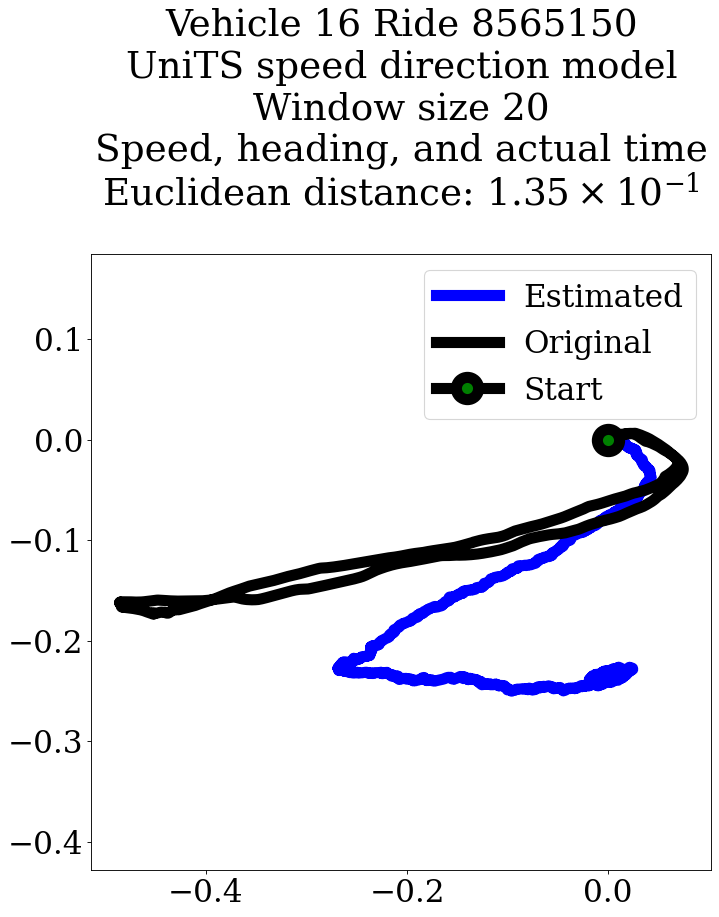 Vehicle 16 Ride 8565150
UniTS speed direction model
Window size 20
Speed, heading, and actual time
Euclidean distance: 1.35 × 10⁻¹
Estimated
Original
Start
0.1
0.0
−0.1
−0.2
−0.3
−0.4
−0.4 −0.2 0.0